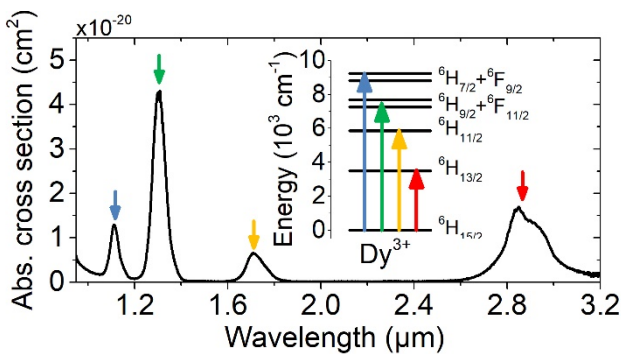 x10⁻²⁰
Abs. cross section (cm²)
5
4
3
2
1
0
1.2
1.6
2.0
2.4
2.8
3.2
Wavelength (μm)
Energy (10³ cm⁻¹)
10
8
6
4
2
0
⁶H₇/₂+⁶F₉/₂
⁶H₉/₂+⁶F₁₁/₂
⁶H₁₁/₂
⁶H₁₃/₂
⁶H₁₅/₂
Dy³⁺